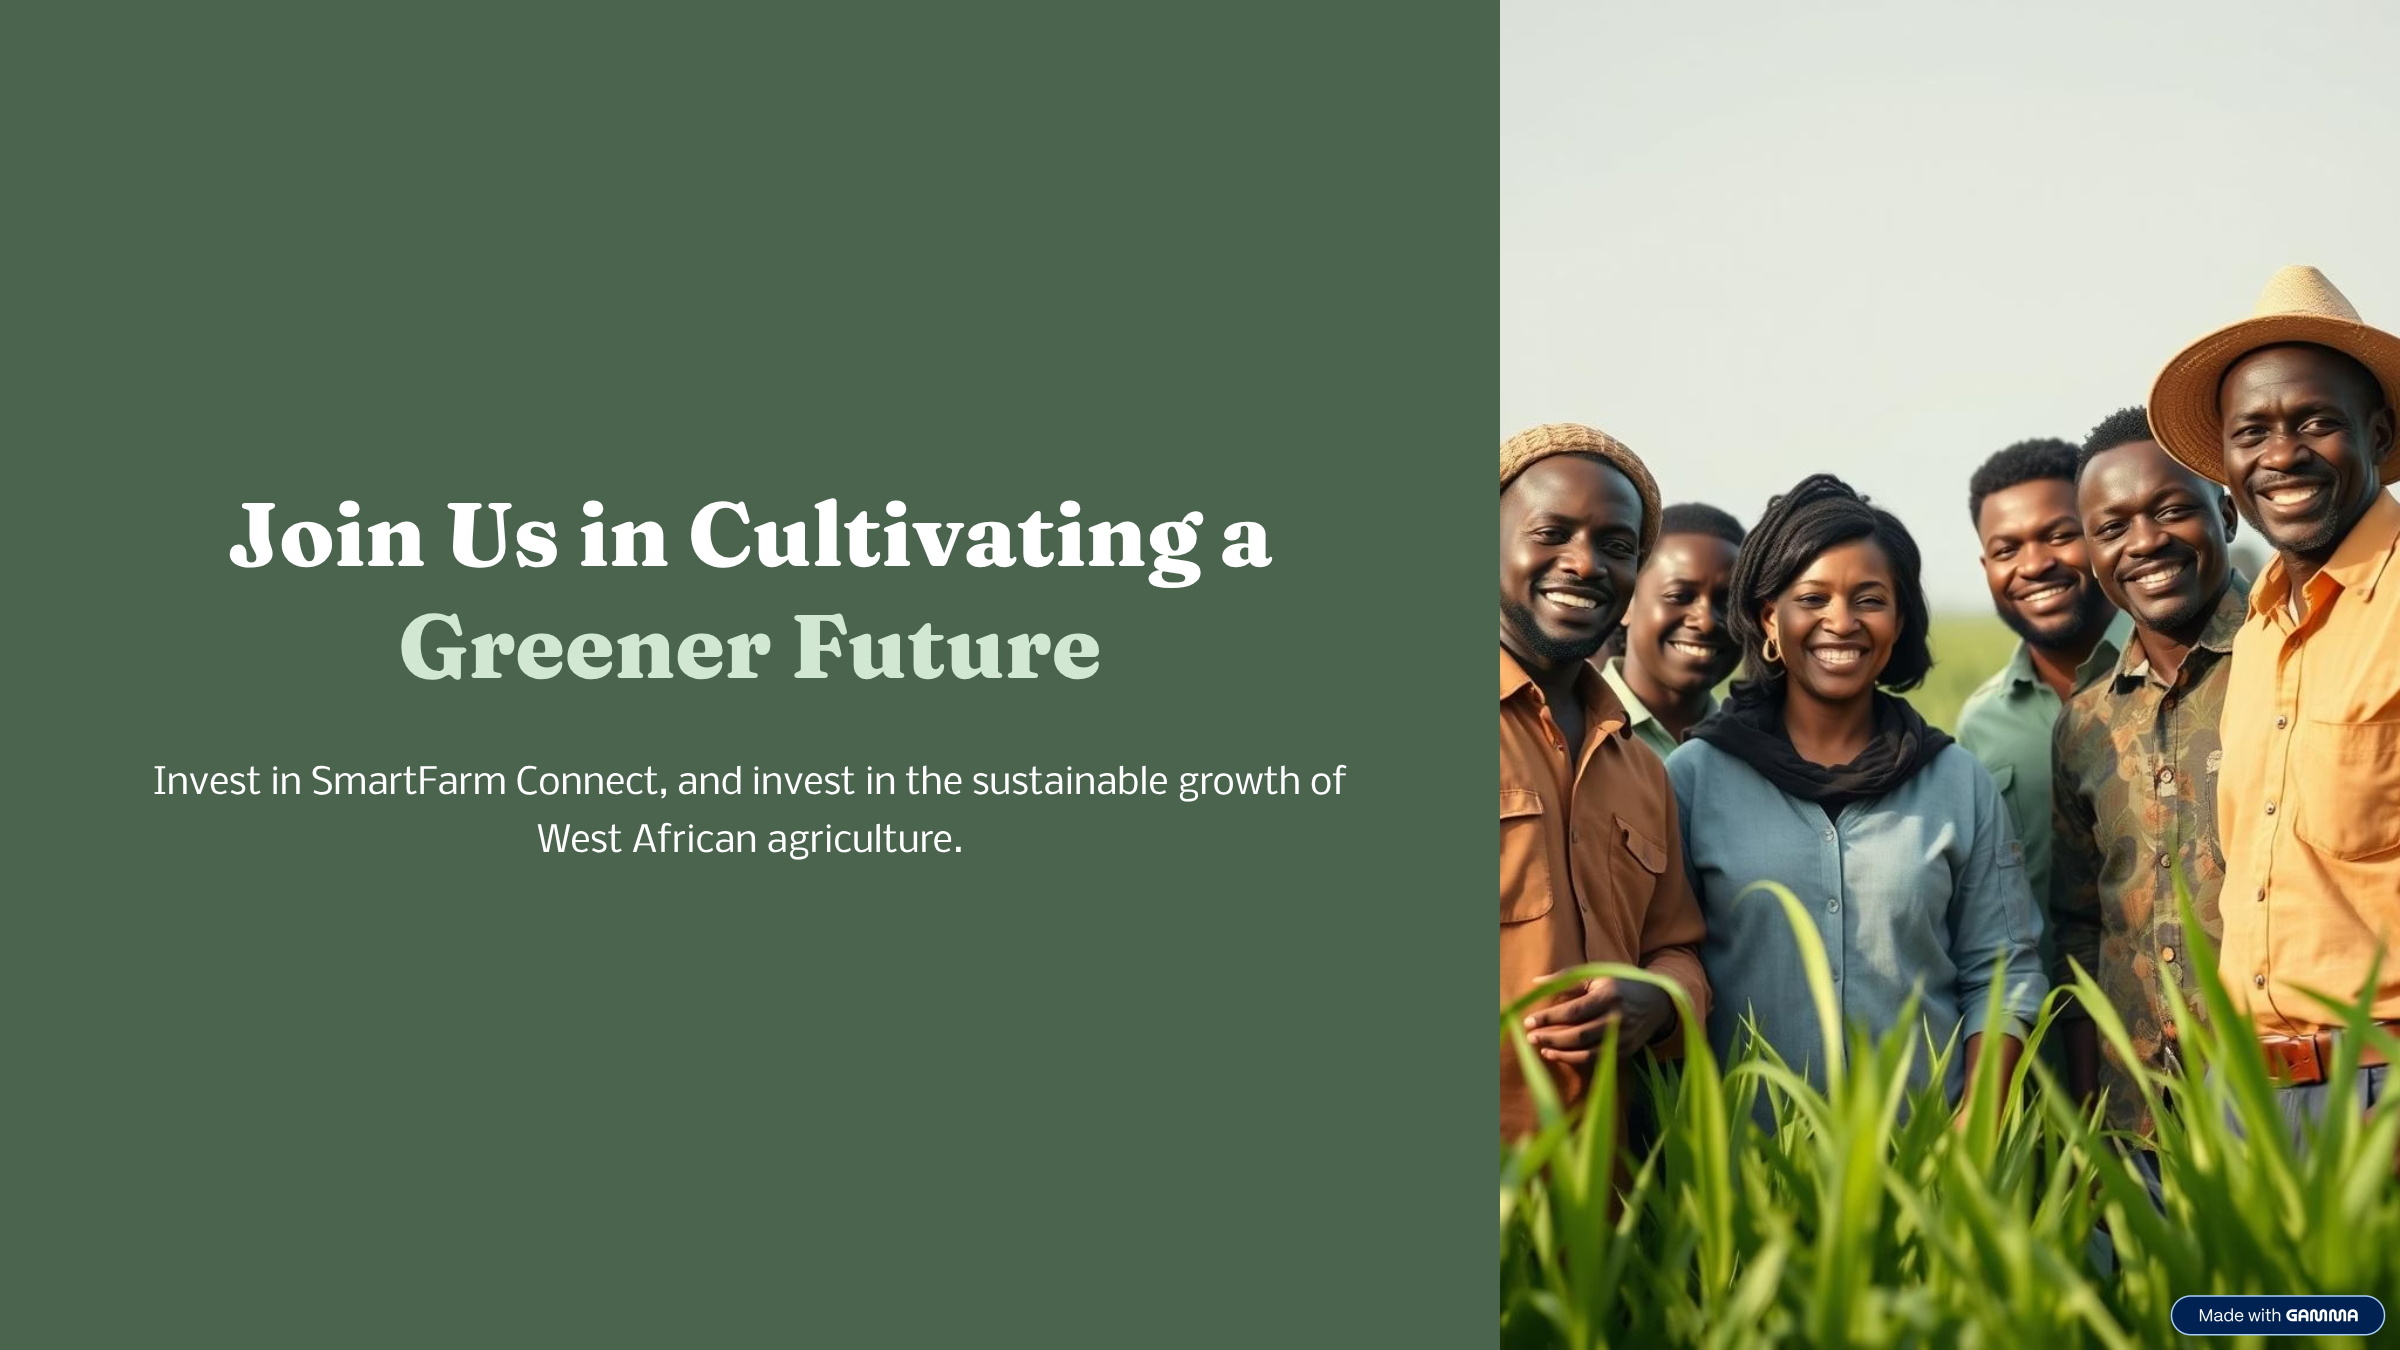 Join Us in Cultivating a
Greener Future
Invest in SmartFarm Connect, and invest in the sustainable growth of
West African agriculture.
Made with GAMMA